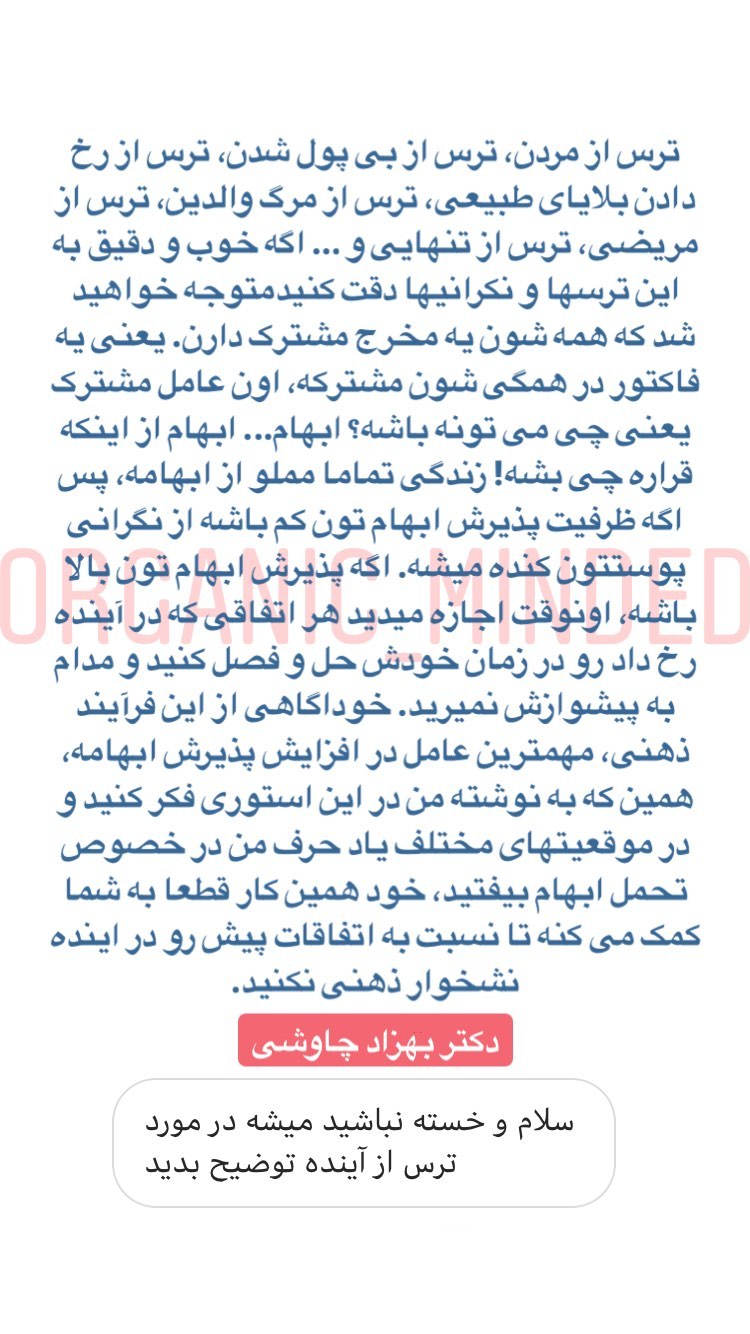 ترس از مردن، ترس از بی پول شدن، ترس از رخ
دادن بلایای طبیعی، ترس از مرگ والدین، ترس از
مریضی، ترس از تنهایی و ... اگه خوب و دقیق به
این ترسها و نکرانیها دقت کنیدمتوجه خواهید
شد که همه شون یه مخرج مشترک دارن. یعنی یه
فاکتور در همگی شون مشترکه، اون عامل مشترک
یعنی چی می تونه باشه؟ ابهام... ابهام از اینکه
قراره چی بشه! زندگی تماما مملو از ابهامه، پس
اگه ظرفیت پذیرش ابهام تون کم باشه از نگرانی
پوستتون کنده میشه. اگه پذیرش ابهام تون بالا
ORGANIC_MINDED
باشه، اونوقت اجازه میدید هر اتفاقی که در آینده
رخ داد رو در زمان خودش حل و فصل کنید و مدام
به پیشوازش نمیرید. خوداگاهی از این فرآیند
ذهنی، مهمترین عامل در افزایش پذیرش ابهامه،
همین که به نوشته من در این استوری فکر کنید و
در موقعیتهای مختلف یاد حرف من در خصوص
تحمل ابهام بیفتید، خود همین کار قطعا به شما
کمک می کنه تا نسبت به اتفاقات پیش رو در اینده
نشخوار ذهنی نکنید.
دکتر بهزاد چاوشی
سلام و خسته نباشید میشه در مورد
ترس از آینده توضیح بدید